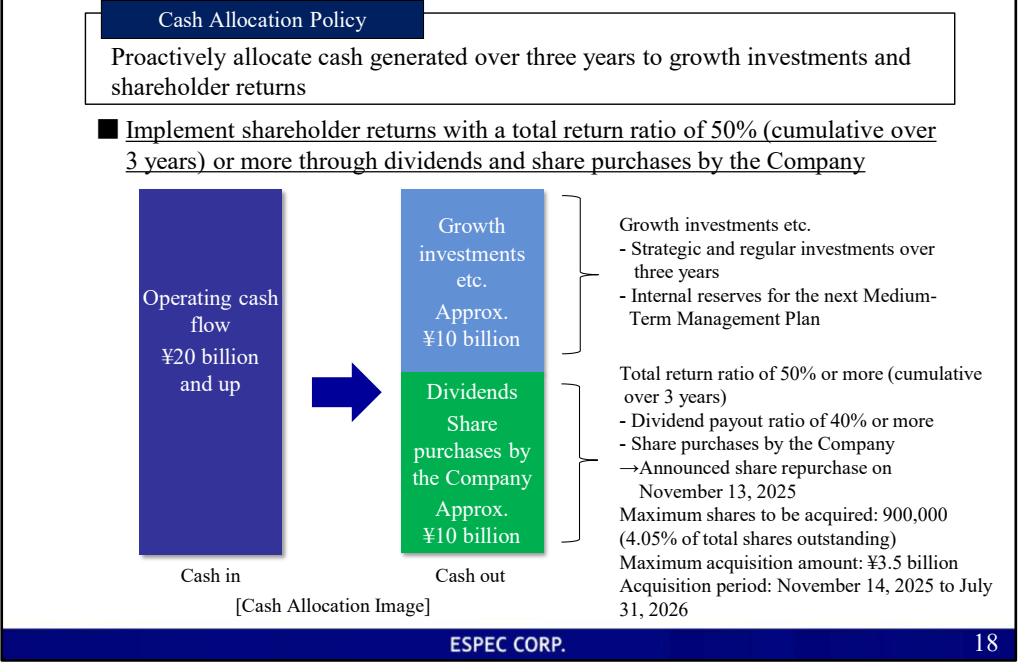 Cash Allocation Policy
Proactively allocate cash generated over three years to growth investments and
shareholder returns
■ Implement shareholder returns with a total return ratio of 50% (cumulative over
3 years) or more through dividends and share purchases by the Company
Operating cash
flow
¥20 billion
and up
Cash in
Growth
investments
etc.
Approx.
¥10 billion
Dividends
Share
purchases by
the Company
Approx.
¥10 billion
Cash out
[Cash Allocation Image]
Growth investments etc.
- Strategic and regular investments over
three years
- Internal reserves for the next Medium-
Term Management Plan
Total return ratio of 50% or more (cumulative
over 3 years)
- Dividend payout ratio of 40% or more
- Share purchases by the Company
→Announced share repurchase on
November 13, 2025
Maximum shares to be acquired: 900,000
(4.05% of total shares outstanding)
Maximum acquisition amount: ¥3.5 billion
Acquisition period: November 14, 2025 to July
31, 2026
ESPEC CORP.
18